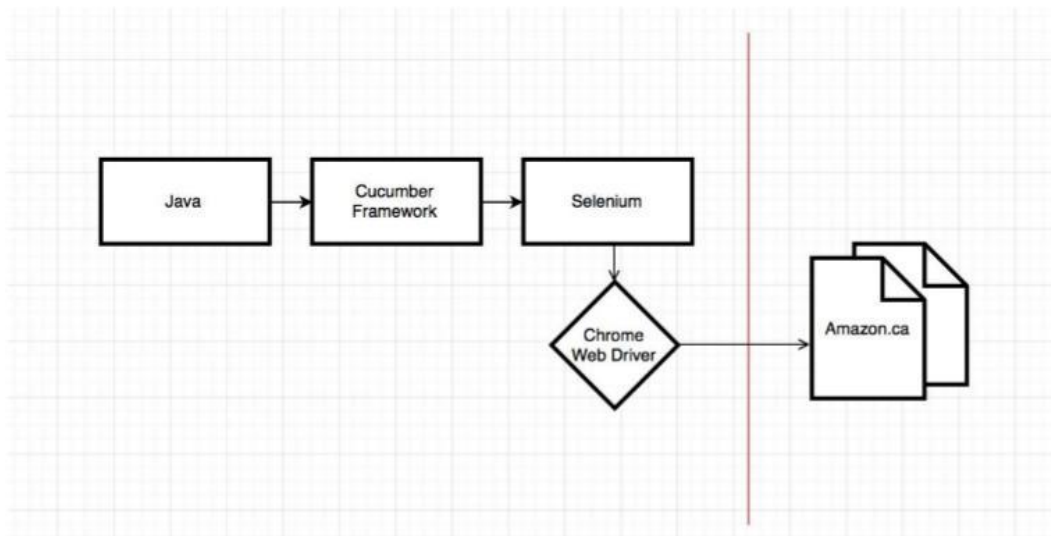 Java
Cucumber
Framework
Selenium
Chrome
Web Driver
Amazon.ca